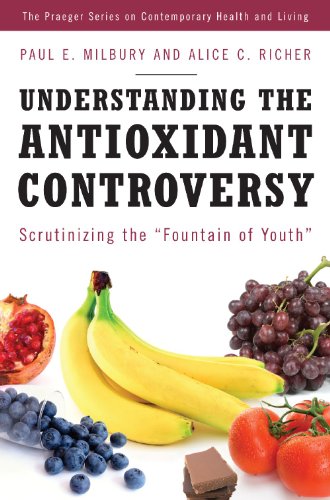 The Praeger Series on Contemporary Health and Living
PAUL E. MILBURY AND ALICE C. RICHER
UNDERSTANDING THE
ANTIOXIDANT
CONTROVERSY
Scrutinizing the “Fountain of Youth”